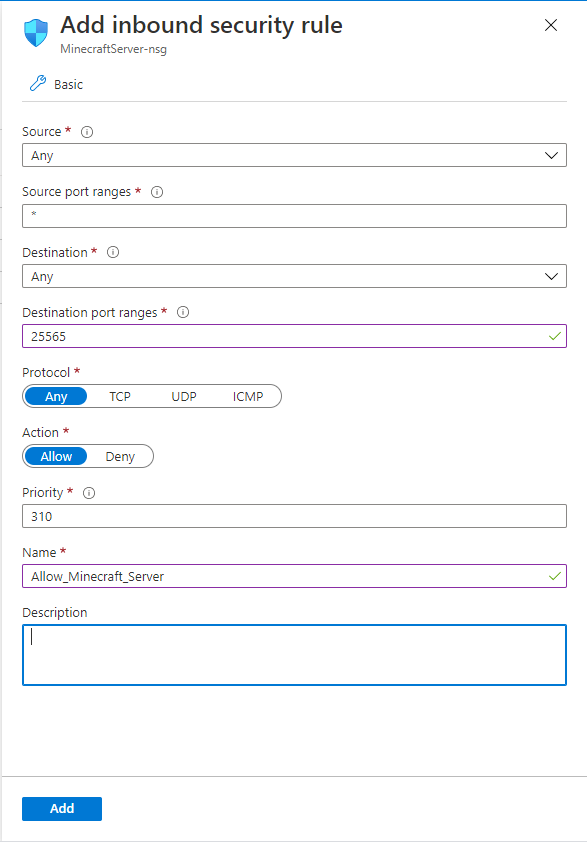 Add inbound security rule
MinecraftServer-nsg
Basic
Source *
Any
Source port ranges *
*
Destination *
Any
Destination port ranges *
25565
Protocol *
Any TCP UDP ICMP
Action *
Allow Deny
Priority *
310
Name *
Allow_Minecraft_Server
Description
Add